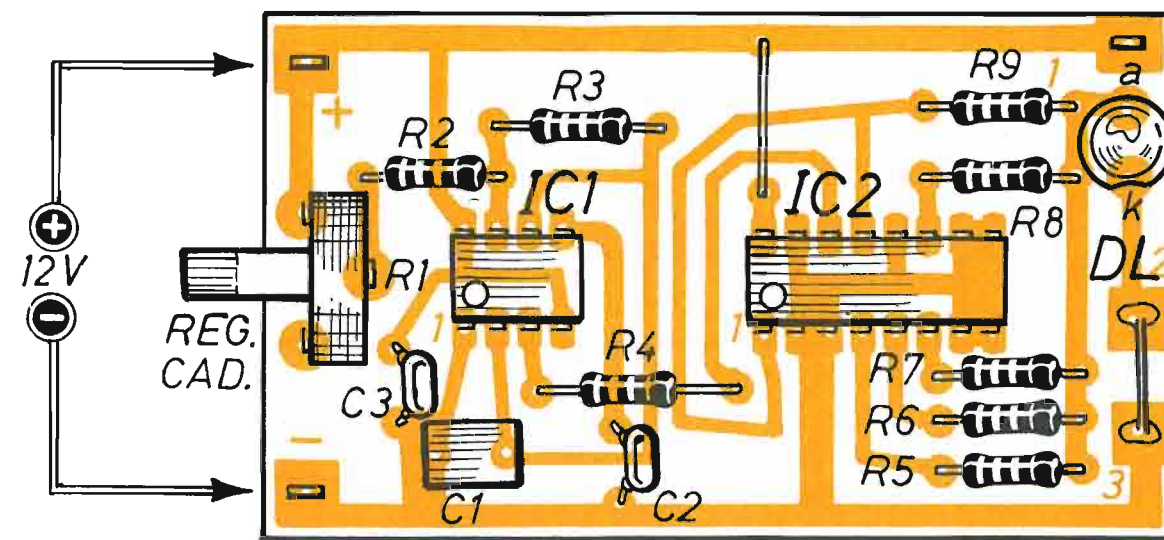 R9
1
a
R3
+
R2
IC1
IC2
k
R8
+
12V
−
R1
DL
2
REG.
CAD.
1
1
R4
R7
C3
R6
R5
−
3
C1
C2